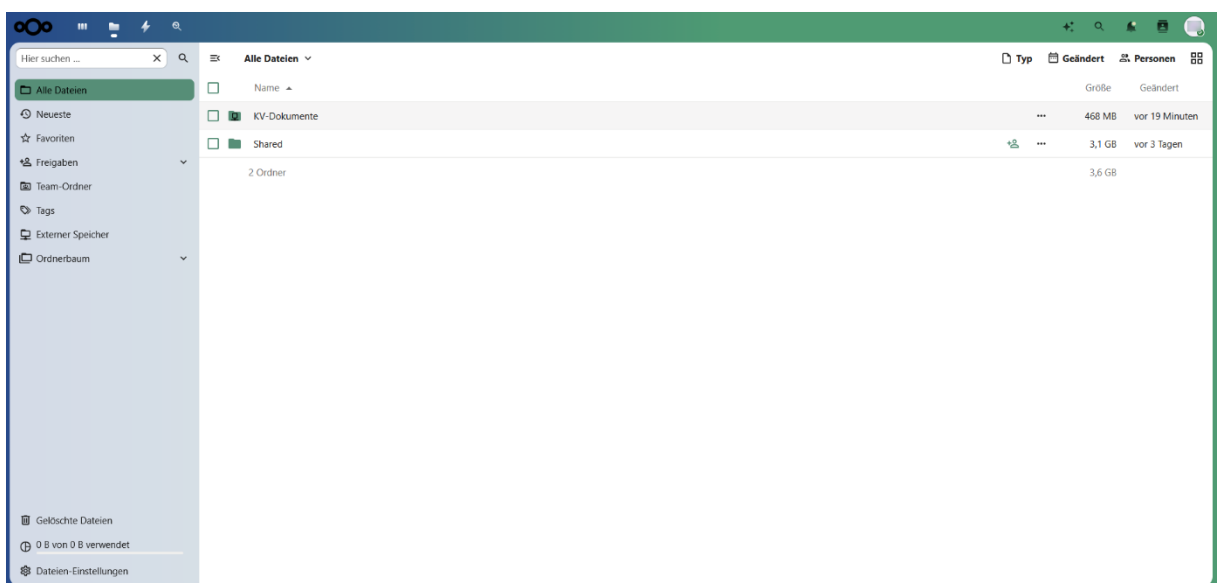 Hier suchen ...
Alle Dateien
Neueste
Favoriten
Freigaben
Team-Ordner
Tags
Externer Speicher
Ordnerbaum
Gelöschte Dateien
0 B von 0 B verwendet
Dateien-Einstellungen
Alle Dateien Typ Geändert Personen
Name Größe Geändert
KV-Dokumente 468 MB vor 19 Minuten
Shared 3,1 GB vor 3 Tagen
2 Ordner 3,6 GB